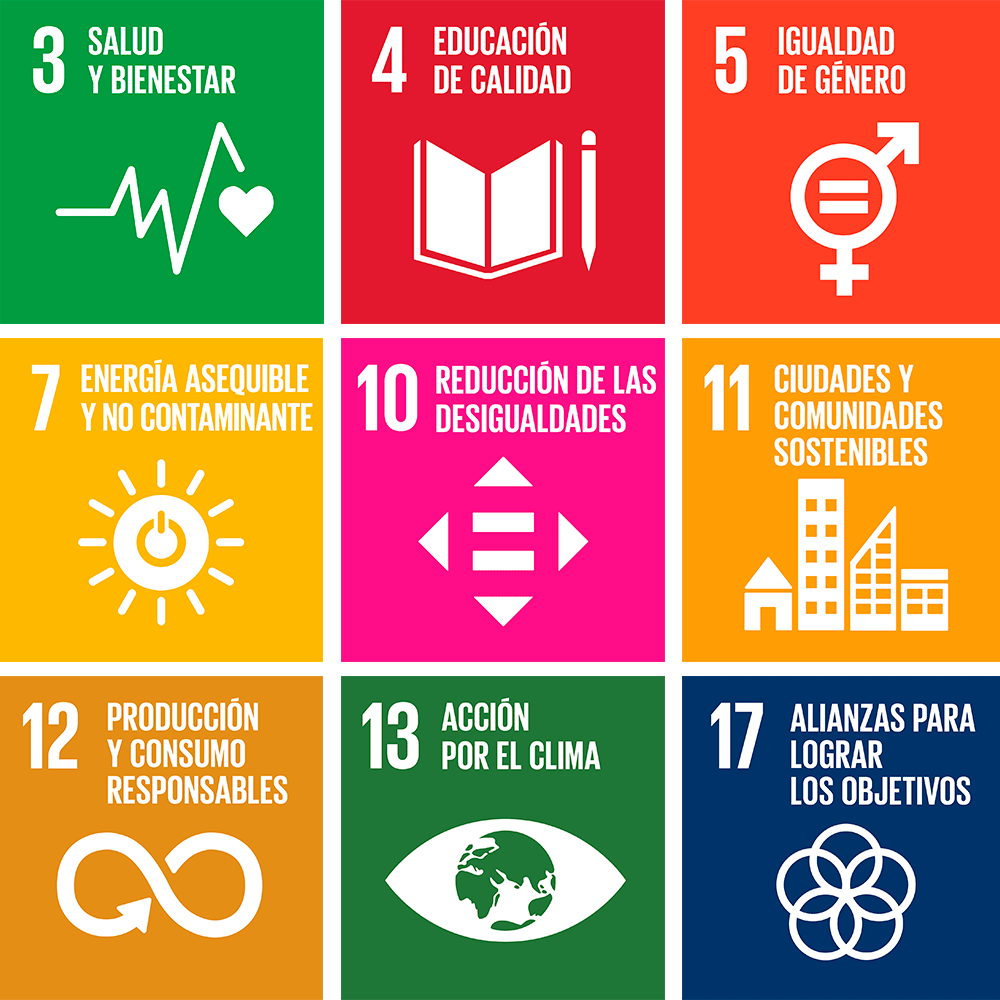 3 SALUD
Y BIENESTAR
4 EDUCACIÓN
DE CALIDAD
5 IGUALDAD
DE GÉNERO
7 ENERGÍA ASEQUIBLE
Y NO CONTAMINANTE
10 REDUCCIÓN DE LAS
DESIGUALDADES
11 CIUDADES Y
COMUNIDADES
SOSTENIBLES
12 PRODUCCIÓN
Y CONSUMO
RESPONSABLES
13 ACCIÓN
POR EL CLIMA
17 ALIANZAS PARA
LOGRAR
LOS OBJETIVOS